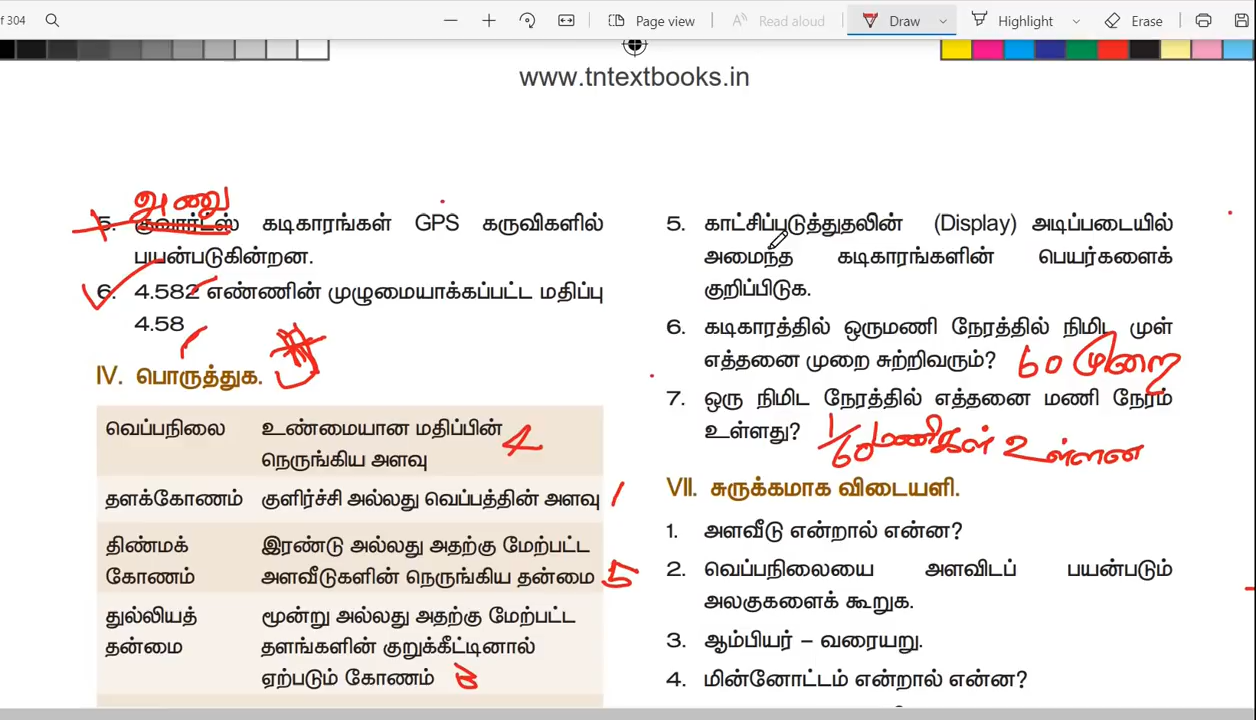 of 304
Page view
Read aloud
Draw
Highlight
Erase
www.tntextbooks.in
அணு
5. குவார்ட்ஸ் கடிகாரங்கள் GPS கருவிகளில்
பயன்படுகின்றன.
6. 4.582 எண்ணின் முழுமையாக்கப்பட்ட மதிப்பு
4.58
IV. பொருத்துக.
வெப்பநிலை உண்மையான மதிப்பின்
நெருங்கிய அளவு 4
தளக்கோணம் குளிர்ச்சி அல்லது வெப்பத்தின் அளவு 1
திண்மக் இரண்டு அல்லது அதற்கு மேற்பட்ட
கோணம் அளவீடுகளின் நெருங்கிய தன்மை 5
துல்லியத் மூன்று அல்லது அதற்கு மேற்பட்ட
தன்மை தளங்களின் குறுக்கீட்டினால்
ஏற்படும் கோணம் 3
5. காட்சிப்படுத்துதலின் (Display) அடிப்படையில்
அமைந்த கடிகாரங்களின் பெயர்களைக்
குறிப்பிடுக.
6. கடிகாரத்தில் ஒருமணி நேரத்தில் நிமிட முள்
எத்தனை முறை சுற்றிவரும்? 60 முறை
7. ஒரு நிமிட நேரத்தில் எத்தனை மணி நேரம்
உள்ளது? 1/60 மணிகள் உள்ளன
VII. சுருக்கமாக விடையளி.
1. அளவீடு என்றால் என்ன?
2. வெப்பநிலையை அளவிடப் பயன்படும்
அலகுகளைக் கூறுக.
3. ஆம்பியர் – வரையறு.
4. மின்னோட்டம் என்றால் என்ன?